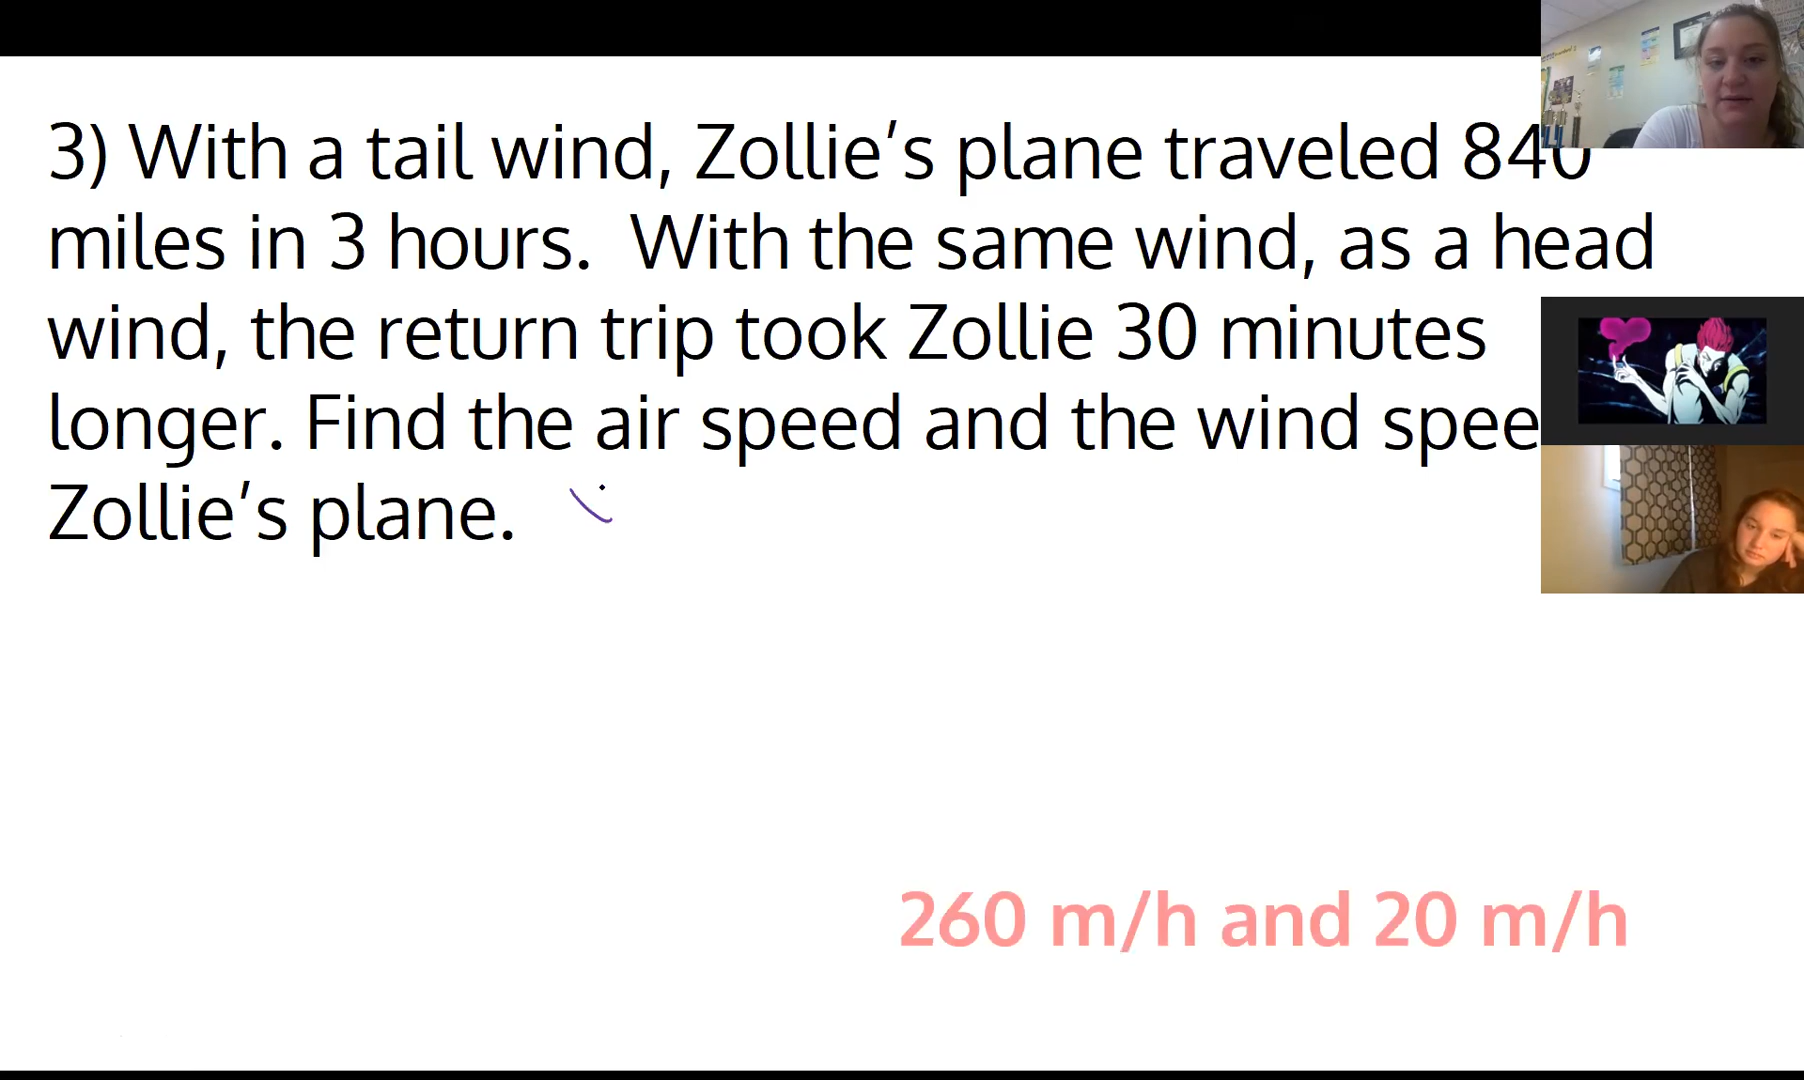 3) With a tail wind, Zollie's plane traveled 840
miles in 3 hours. With the same wind, as a head
wind, the return trip took Zollie 30 minutes
longer. Find the air speed and the wind spee
Zollie's plane.
260 m/h and 20 m/h